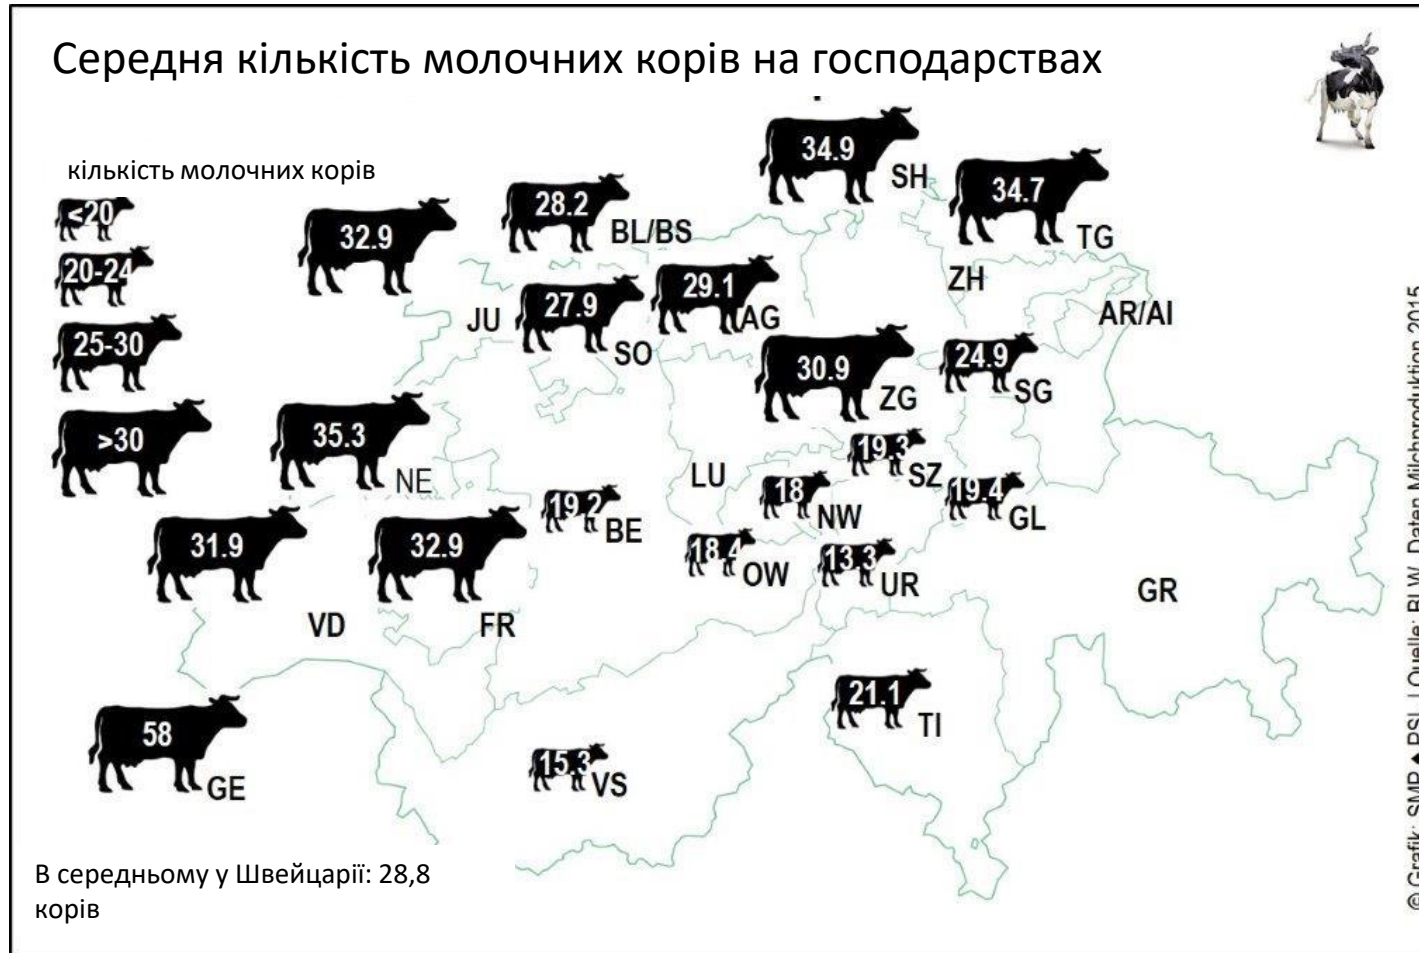 Середня кількість молочних корів на господарствах
кількість молочних корів
<20
20-24
25-30
>30
34.9
SH
34.7
TG
28.2
BL/BS
32.9
JU
27.9
SO
29.1
AG
ZH
AR/AI
30.9
ZG
24.9
SG
35.3
NE
19.3
SZ
LU
18
NW
19.4
GL
19.2
BE
18.4
OW
13.3
UR
31.9
VD
32.9
FR
GR
21.1
TI
58
GE
15.3
VS
В середньому у Швейцарії: 28,8
корів
© Grafik: SMP ♦ PSL | Quelle: BLW, Daten Milchproduktion 2015